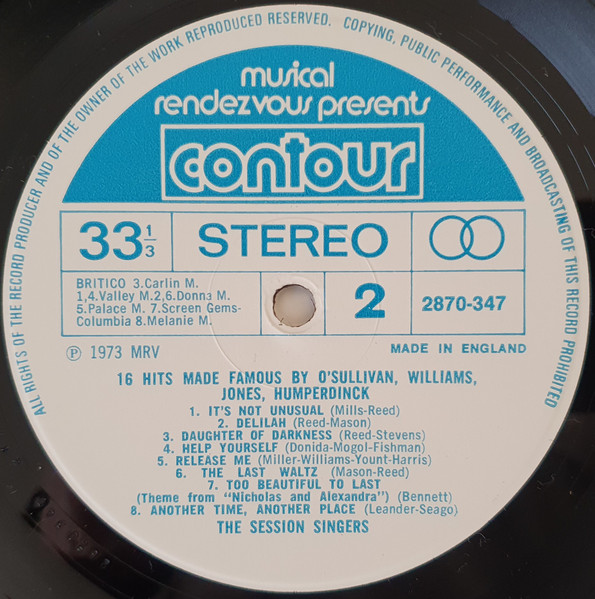 ALL RIGHTS OF THE RECORD PRODUCER AND OF THE OWNER OF THE WORK REPRODUCED RESERVED. COPYING, PUBLIC PERFORMANCE AND BROADCASTING OF THIS RECORD PROHIBITED
musical
rendezvous presents
contour
33 1/3 STEREO
BRITICO 3.Carlin M.
1,4.Valley M.2,6.Donna M.
5.Palace M. 7.Screen Gems-
Columbia 8.Melanie M.
2
2870-347
Ⓟ 1973 MRV
MADE IN ENGLAND
16 HITS MADE FAMOUS BY O'SULLIVAN, WILLIAMS,
JONES, HUMPERDINCK
1. IT'S NOT UNUSUAL (Mills-Reed)
2. DELILAH (Reed-Mason)
3. DAUGHTER OF DARKNESS (Reed-Stevens)
4. HELP YOURSELF (Donida-Mogol-Fishman)
5. RELEASE ME (Miller-Williams-Yount-Harris)
6. THE LAST WALTZ (Mason-Reed)
7. TOO BEAUTIFUL TO LAST
(Theme from "Nicholas and Alexandra") (Bennett)
8. ANOTHER TIME, ANOTHER PLACE (Leander-Seago)
THE SESSION SINGERS